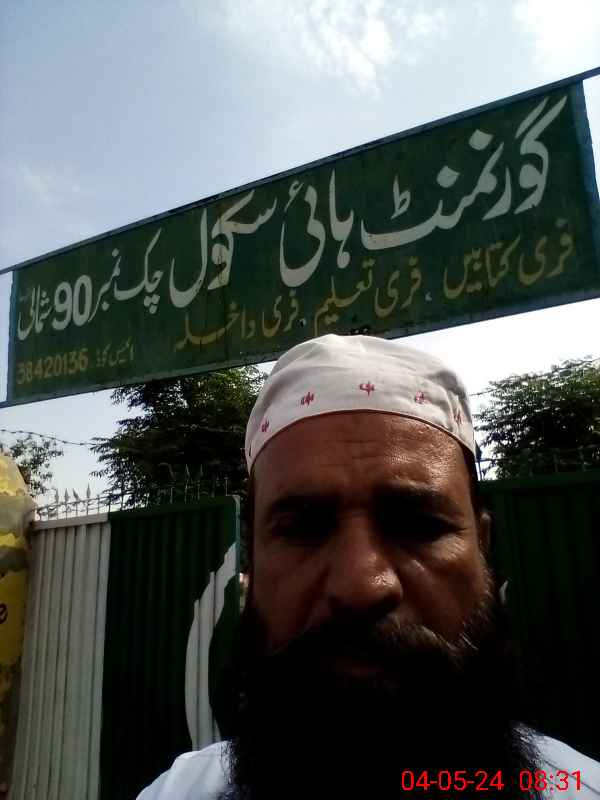 گورنمنٹ ہائی سکول چک نمبر 90 شمالی
فری کتابیں فری تعلیم فری داخلہ ایمس کوڈ 38420136
04-05-24 08:31